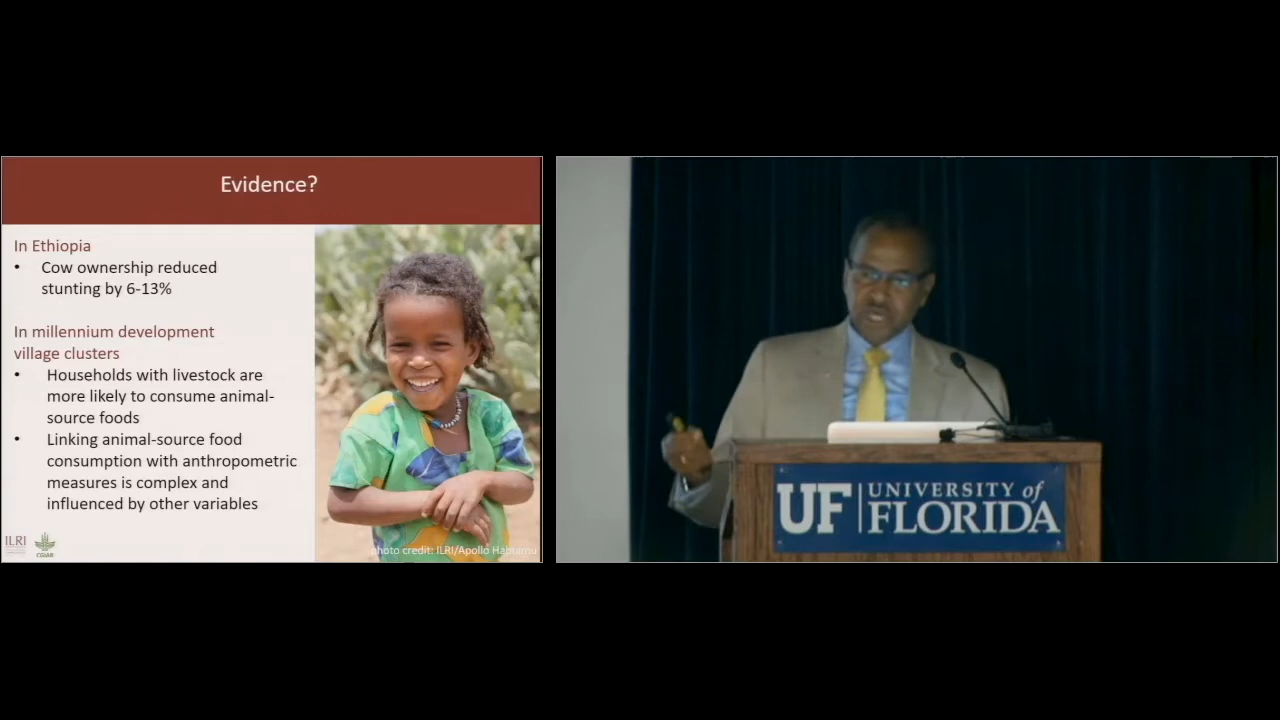 Evidence?
In Ethiopia
• Cow ownership reduced
stunting by 6-13%
In millennium development
village clusters
• Households with livestock are
more likely to consume animal-
source foods
• Linking animal-source food
consumption with anthropometric
measures is complex and
influenced by other variables
ILRI
CGIAR
photo credit: ILRI/Apollo Habtamu
UF UNIVERSITY of
FLORIDA